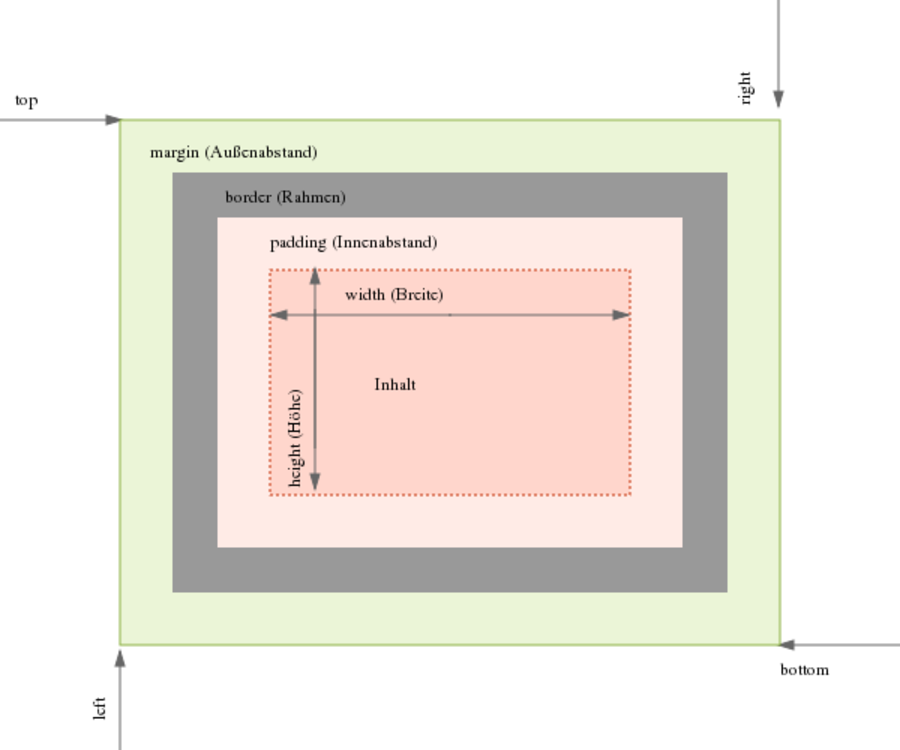 right
top
margin (Außenabstand)
border (Rahmen)
padding (Innenabstand)
width (Breite)
Inhalt
height (Höhe)
bottom
left